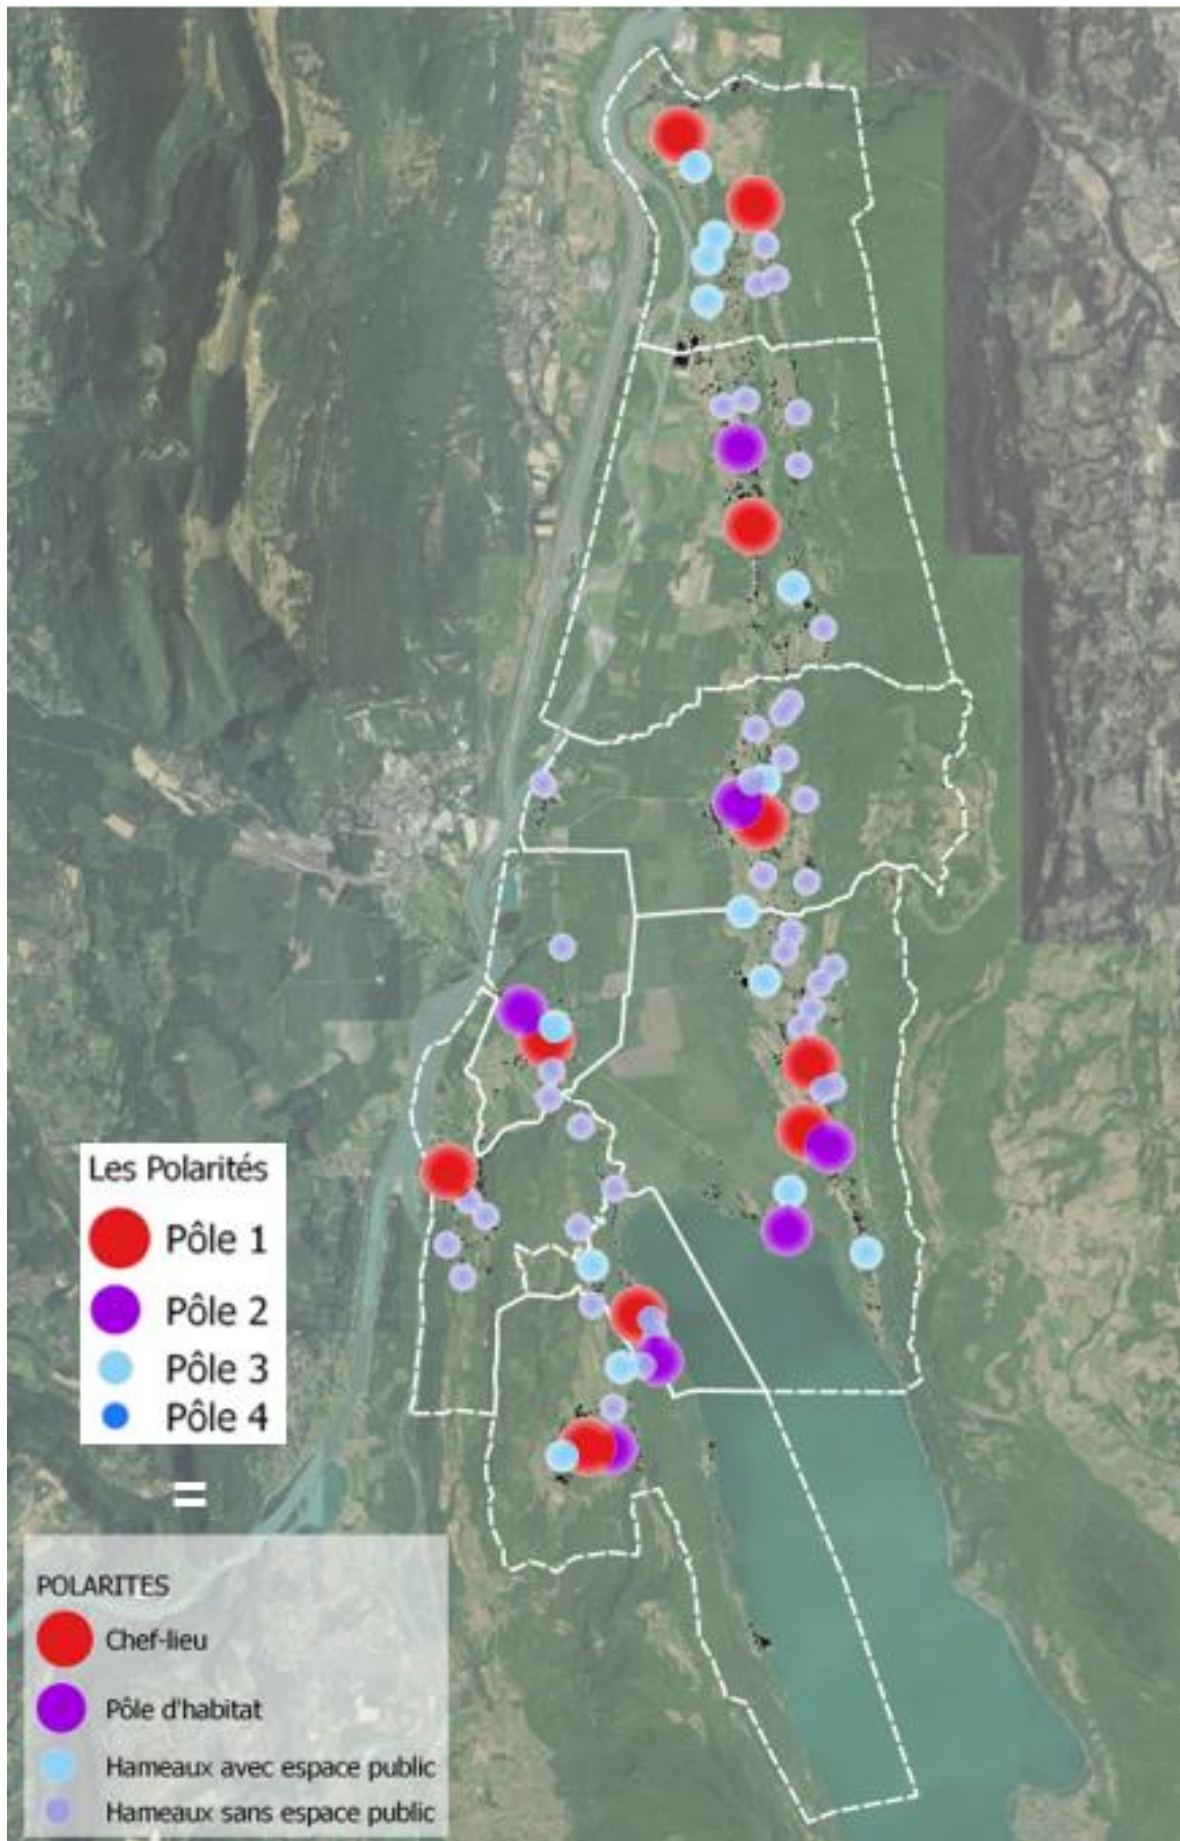 Les Polarités
Pôle 1
Pôle 2
Pôle 3
Pôle 4
=
POLARITES
Chef-lieu
Pôle d'habitat
Hameaux avec espace public
Hameaux sans espace public